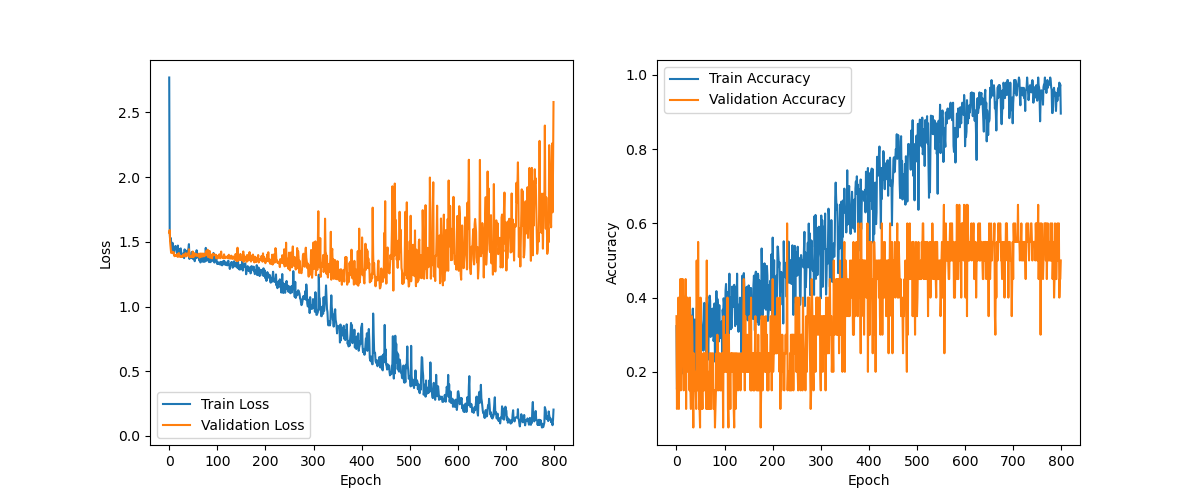 2.5
2.0
1.5
1.0
0.5
0.0
Loss
Train Loss
Validation Loss
0 100 200 300 400 500 600 700 800
Epoch
1.0
0.8
0.6
0.4
0.2
Accuracy
Train Accuracy
Validation Accuracy
0 100 200 300 400 500 600 700 800
Epoch